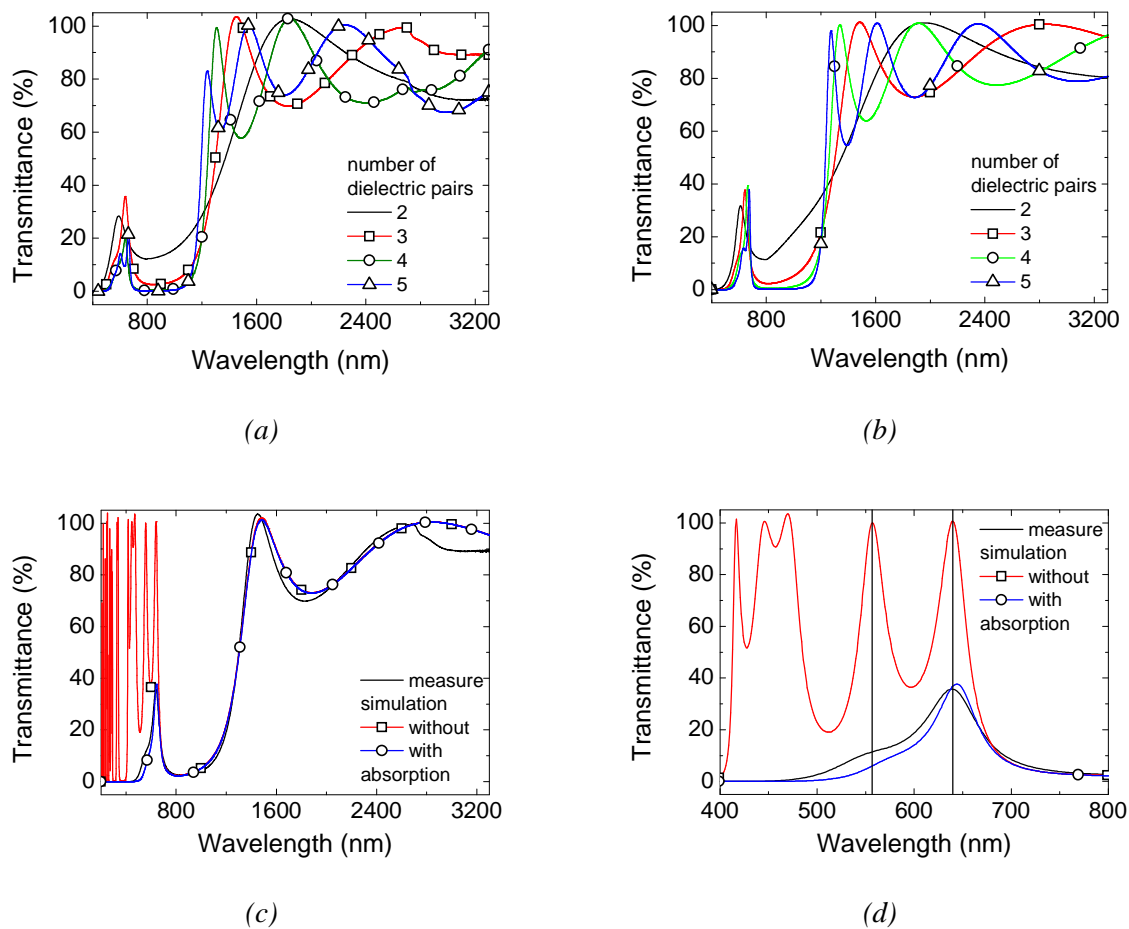 100
80
60
40
20
0
Transmittance (%)
number of
dielectric pairs
2
3
4
5
800 1600 2400 3200
Wavelength (nm)
(a)
100
80
60
40
20
0
Transmittance (%)
number of
dielectric pairs
2
3
4
5
800 1600 2400 3200
Wavelength (nm)
(b)
100
80
60
40
20
0
Transmittance (%)
measure
simulation
without
with
absorption
800 1600 2400 3200
Wavelength (nm)
(c)
100
80
60
40
20
0
Transmittance (%)
measure
simulation
without
with
absorption
400 500 600 700 800
Wavelength (nm)
(d)